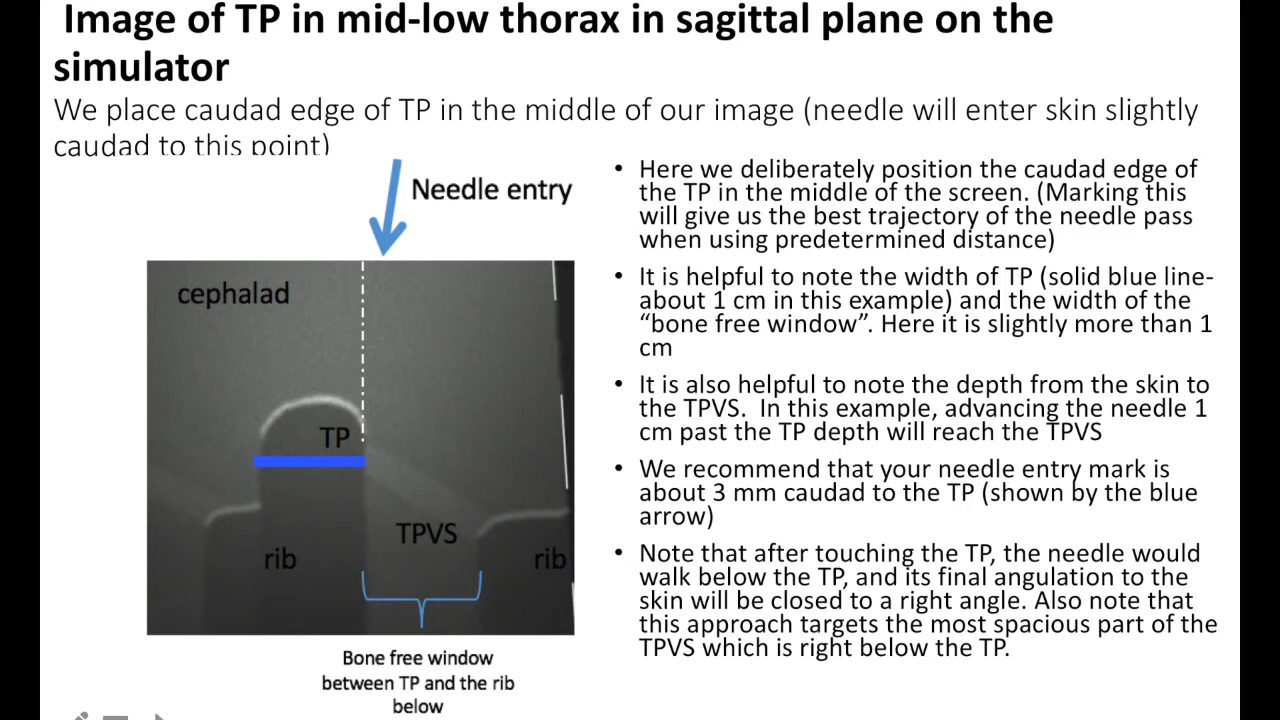 Image of TP in mid-low thorax in sagittal plane on the
simulator
We place caudad edge of TP in the middle of our image (needle will enter skin slightly
caudad to this point)
Needle entry
cephalad
TP
TPVS
rib
rib
Bone free window
between TP and the rib
below
• Here we deliberately position the caudad edge of
the TP in the middle of the screen. (Marking this
will give us the best trajectory of the needle pass
when using predetermined distance)
• It is helpful to note the width of TP (solid blue line-
about 1 cm in this example) and the width of the
“bone free window”. Here it is slightly more than 1
cm
• It is also helpful to note the depth from the skin to
the TPVS. In this example, advancing the needle 1
cm past the TP depth will reach the TPVS
• We recommend that your needle entry mark is
about 3 mm caudad to the TP (shown by the blue
arrow)
• Note that after touching the TP, the needle would
walk below the TP, and its final angulation to the
skin will be closed to a right angle. Also note that
this approach targets the most spacious part of the
TPVS which is right below the TP.